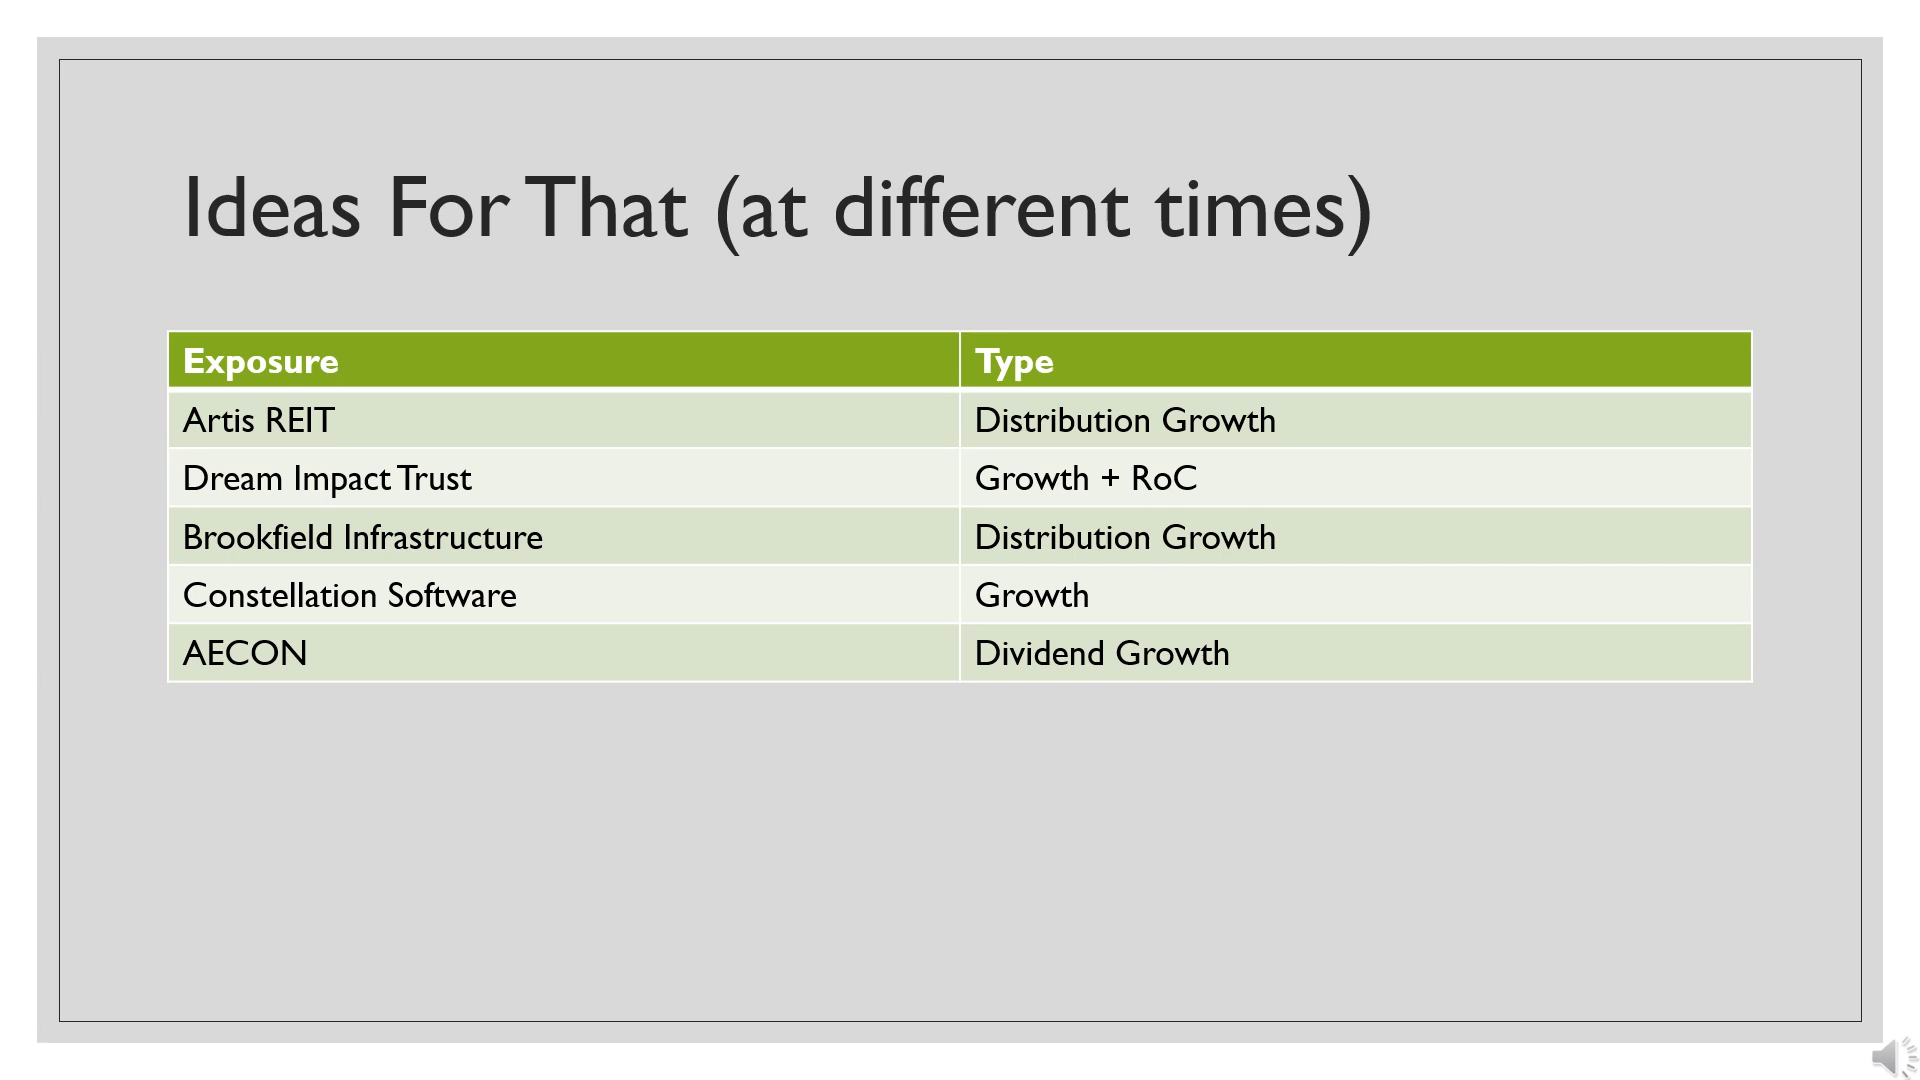 Ideas For That (at different times)
Exposure Type
Artis REIT Distribution Growth
Dream Impact Trust Growth + RoC
Brookfield Infrastructure Distribution Growth
Constellation Software Growth
AECON Dividend Growth